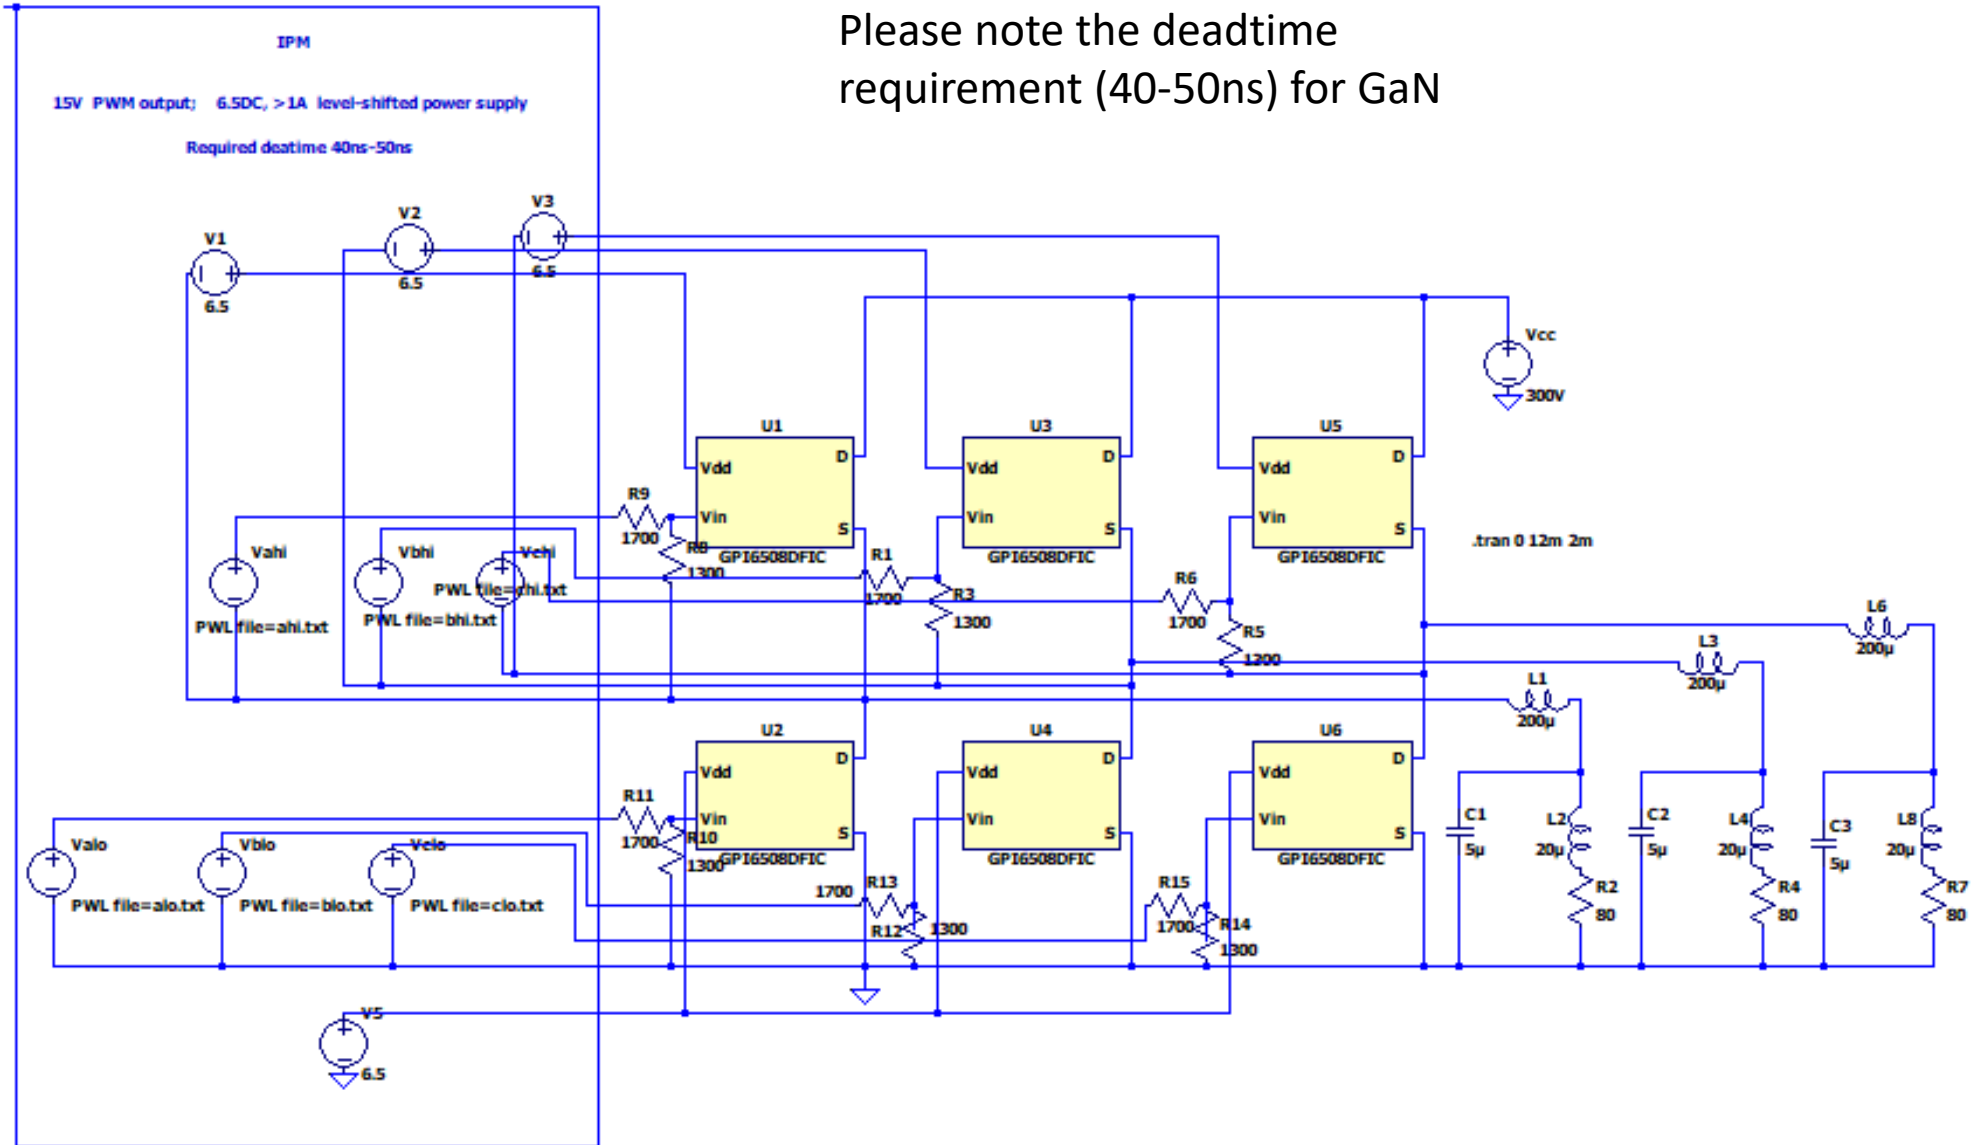 Please note the deadtime
requirement (40-50ns) for GaN
IPM
15V PWM output; 6.5DC, >1A level-shifted power supply
Required deatime 40ns-50ns
V3
V2
V1
6.5
6.5
6.5
Vcc
300V
U1
U3
U5
Vdd
D
Vdd
D
Vdd
D
R9
1700
Vin
S
Vin
S
Vin
S
GPI6508DFIC
GPI6508DFIC
GPI6508DFIC
.tran 0 12m 2m
R8
1300
R1
1700
R3
1300
R6
1700
R5
1300
Vahi
Vbhi
Vchi
PWL file=chi.txt
PWL file=bhi.txt
PWL file=ahi.txt
L6
200µ
L3
200µ
L1
200µ
U2
U4
U6
Vdd
D
Vdd
D
Vdd
D
R11
1700
Vin
S
Vin
S
Vin
S
R10
1300
GPI6508DFIC
GPI6508DFIC
GPI6508DFIC
C1
5µ
L2
20µ
C2
5µ
L4
20µ
C3
5µ
L8
20µ
Valo
Vblo
Vclo
PWL file=alo.txt
PWL file=blo.txt
PWL file=clo.txt
1700
R13
R12
1300
R15
1700
R14
1300
R2
80
R4
80
R7
80
V5
6.5